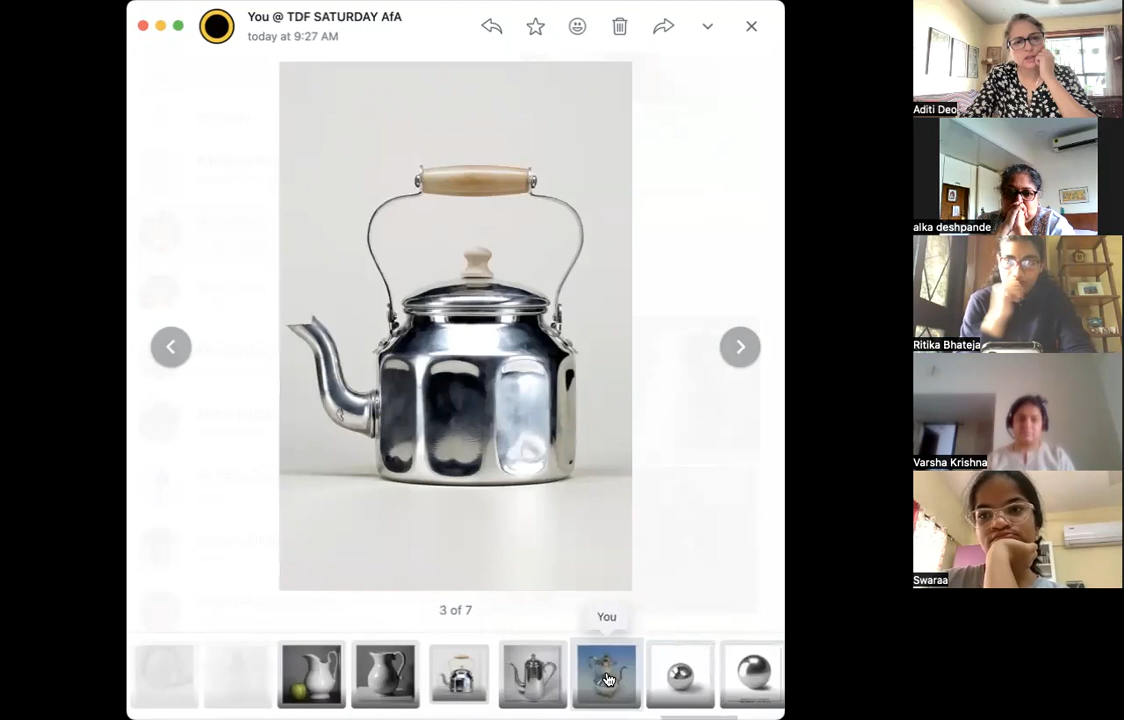 You @ TDF SATURDAY AfA
today at 9:27 AM
3 of 7
You
Aditi Deo
alka deshpande
Ritika Bhateja
Varsha Krishna
Swaraa